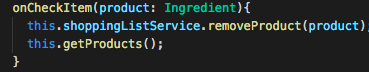 onCheckItem(product: Ingredient){
this.shoppingListService.removeProduct(product)
this.getProducts();
}